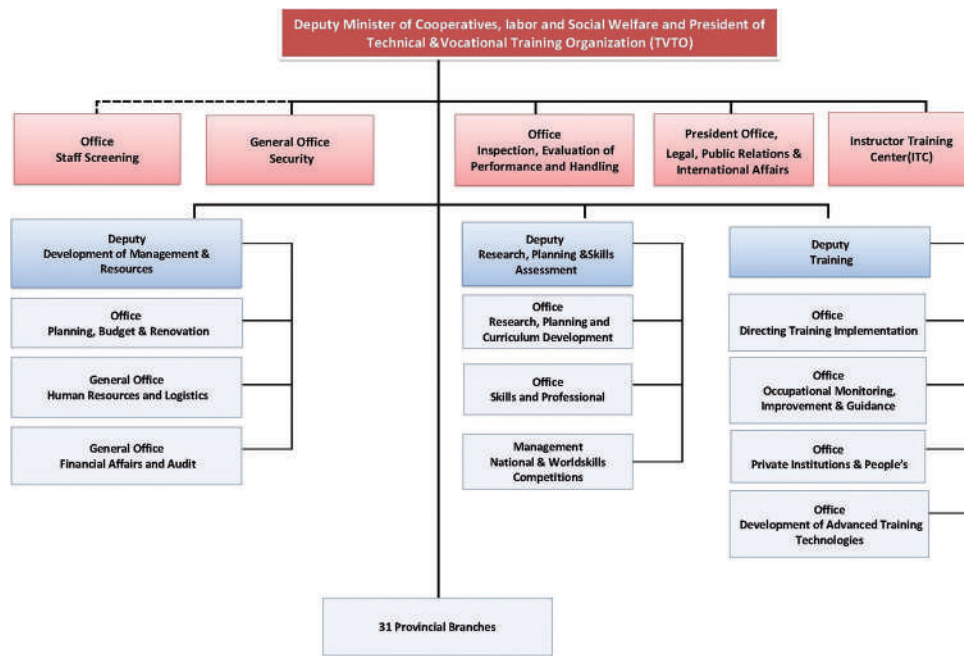 Deputy Minister of Cooperatives, labor and Social Welfare and President of
Technical &Vocational Training Organization (TVTO)
Office
Staff Screening
General Office
Security
Office
Inspection, Evaluation of
Performance and Handling
President Office,
Legal, Public Relations &
International Affairs
Instructor Training
Center(ITC)
Deputy
Development of Management &
Resources
Office
Planning, Budget & Renovation
General Office
Human Resources and Logistics
General Office
Financial Affairs and Audit
Deputy
Research, Planning &Skills
Assessment
Office
Research, Planning and
Curriculum Development
Office
Skills and Professional
Management
National & Worldskills
Competitions
Deputy
Training
Office
Directing Training Implementation
Office
Occupational Monitoring,
Improvement & Guidance
Office
Private Institutions & People's
Office
Development of Advanced Training
Technologies
31 Provincial Branches